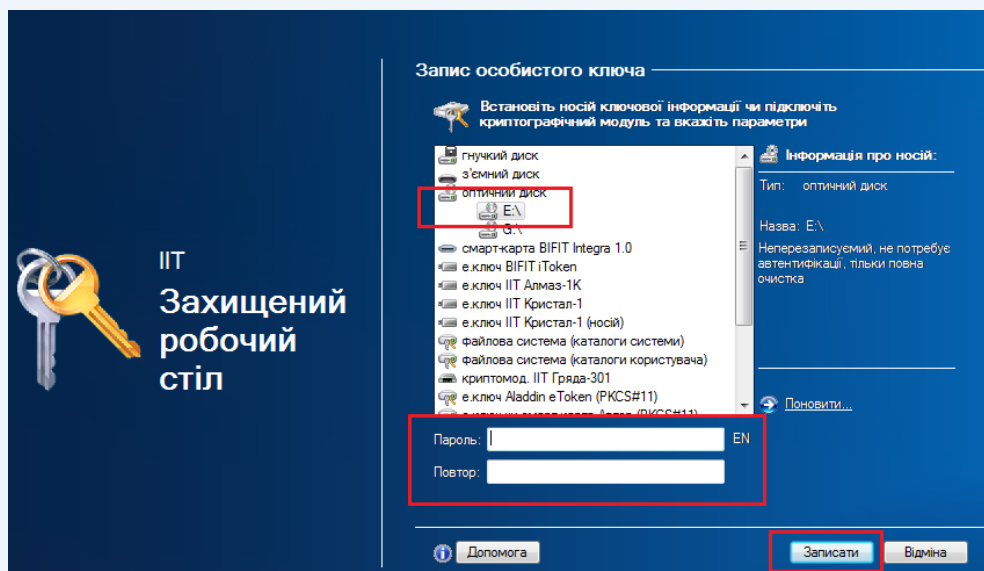 Запис особистого ключа
Встановіть носій ключової інформації чи підключіть
криптографічний модуль та вкажіть параметри
гнучкий диск
з'ємний диск
оптичний диск
E:\
G:\
смарт-карта BIFIT Integra 1.0
е.ключ BIFIT iToken
е.ключ ІІТ Алмаз-1К
е.ключ ІІТ Кристал-1
е.ключ ІІТ Кристал-1 (носій)
файлова система (каталоги системи)
файлова система (каталоги користувача)
криптомод. ІІТ Гряда-301
е.ключ Aladdin eToken (PKCS#11)
Інформація про носій:
Тип: оптичний диск
Назва: E:\
Неперезаписуемий, не потребує
автентифікації, тільки повна
очистка
Поновити...
ІІТ
Захищений
робочий
стіл
Пароль:
EN
Повтор:
Допомога
Записати
Відміна